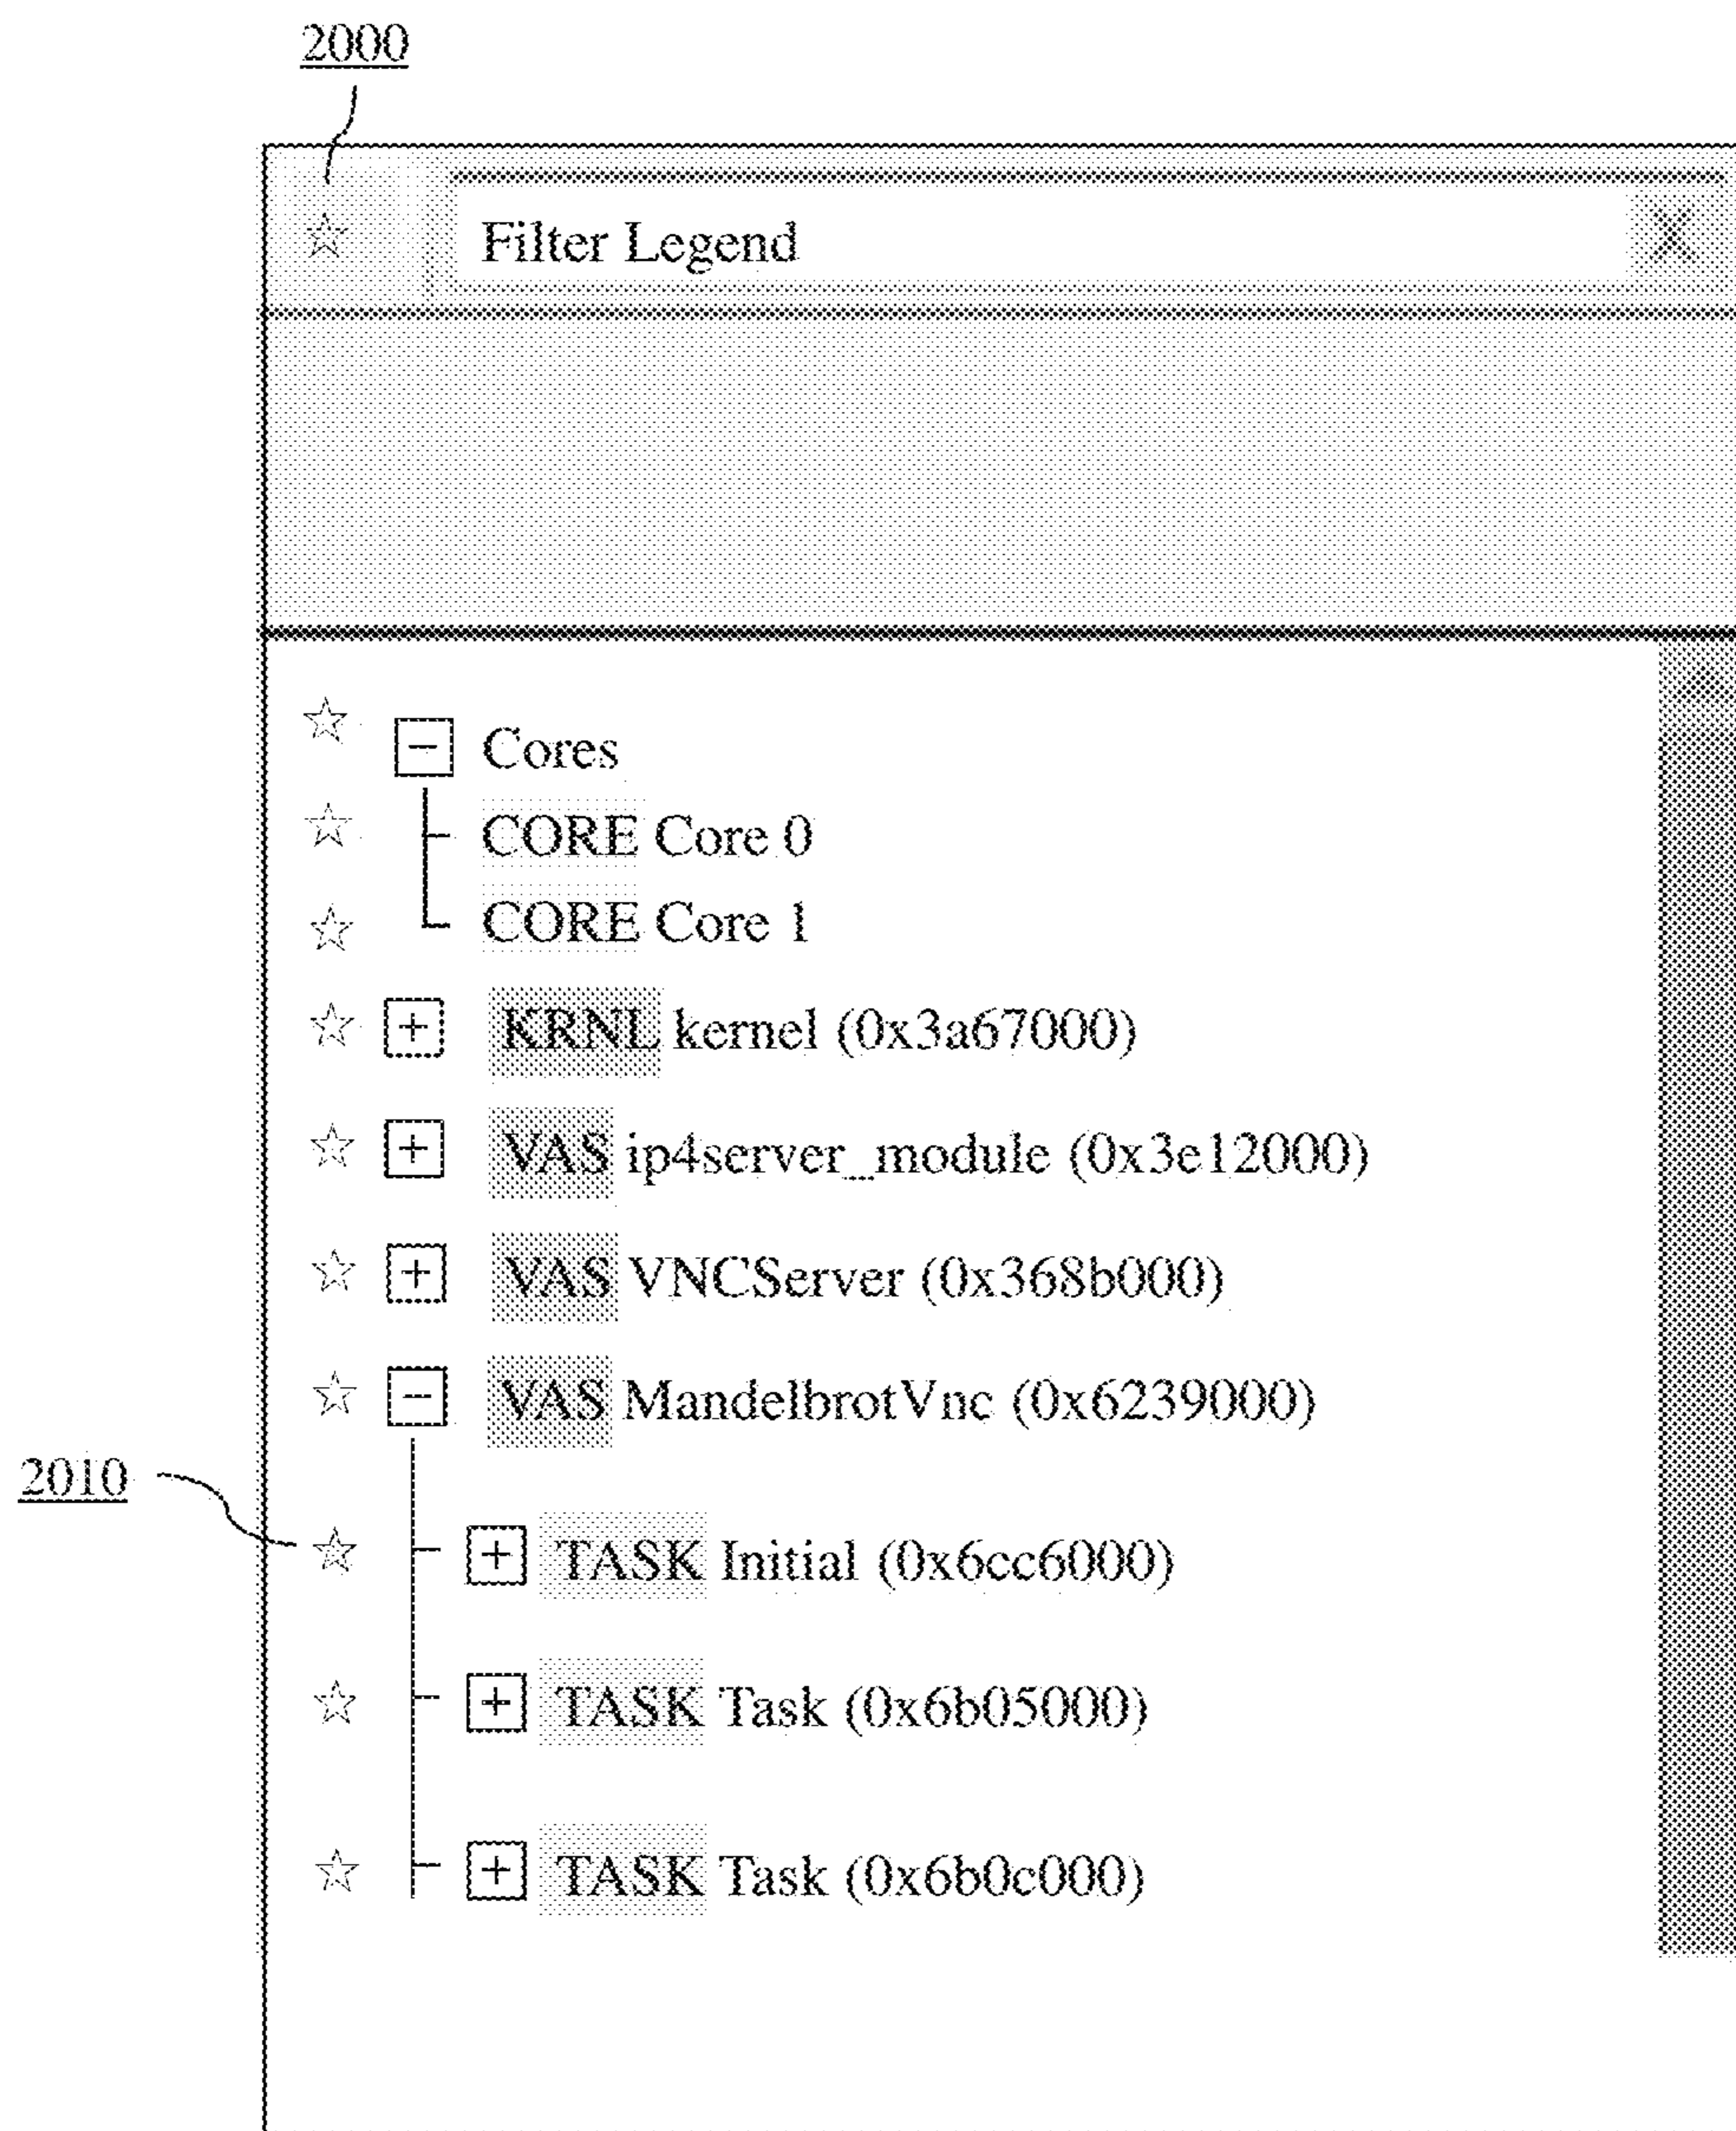 2000
Filter Legend X
Cores
CORE Core 0
CORE Core 1
KRNL kernel (0x3a67000)
VAS ip4server_module (0x3e12000)
VAS VNCServer (0x368b000)
VAS MandelbrotVnc (0x6239000)
2010
TASK Initial (0x6cc6000)
TASK Task (0x6b05000)
TASK Task (0x6b0c000)